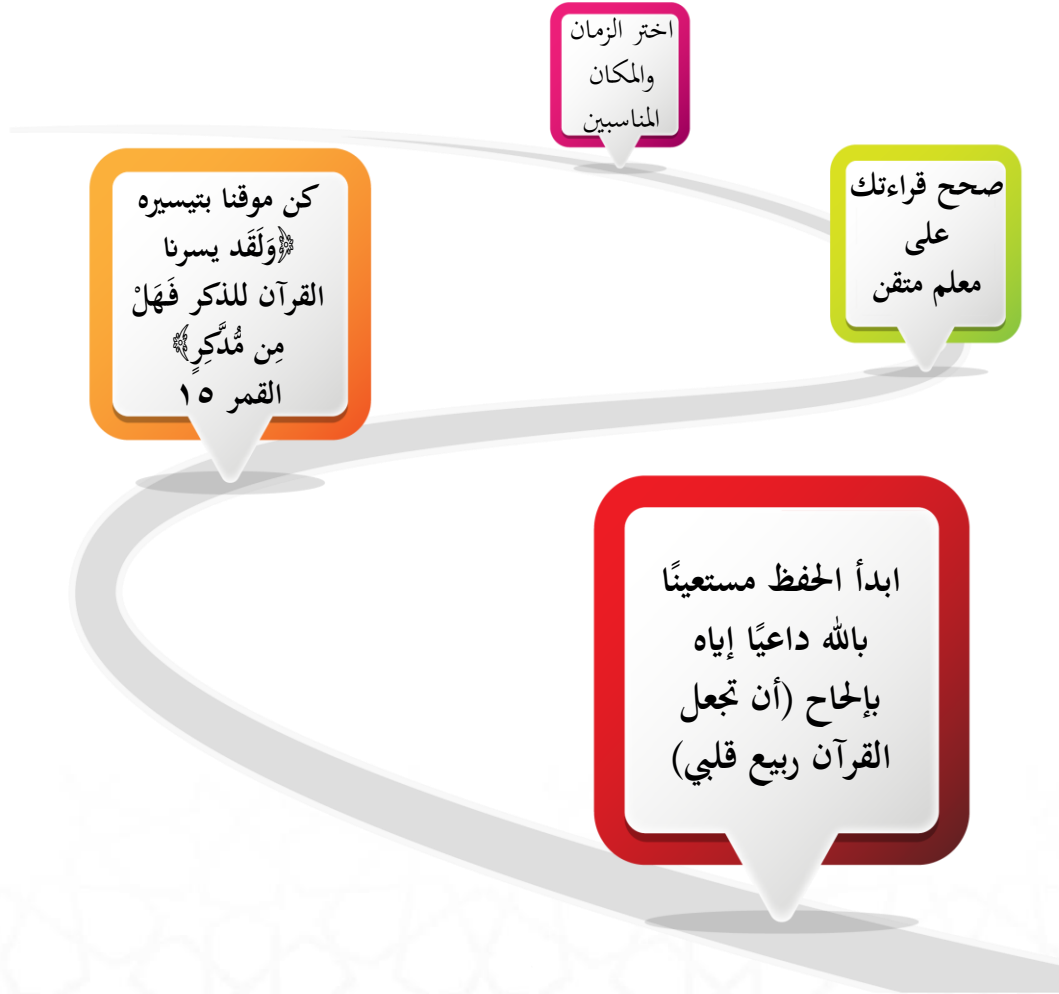 اختر الزمان
والمكان
المناسبين
صحح قراءتك
على
معلم متقن
كن موقنا بتيسيره
﴿وَلَقَد يسرنا
القرآن للذكر فَهَلْ
مِن مُّدَّكِرٍ﴾
القمر ١٥
ابدأ الحفظ مستعينًا
بالله داعيًا إياه
بإلحاح (أن تجعل
القرآن ربيع قلبي)